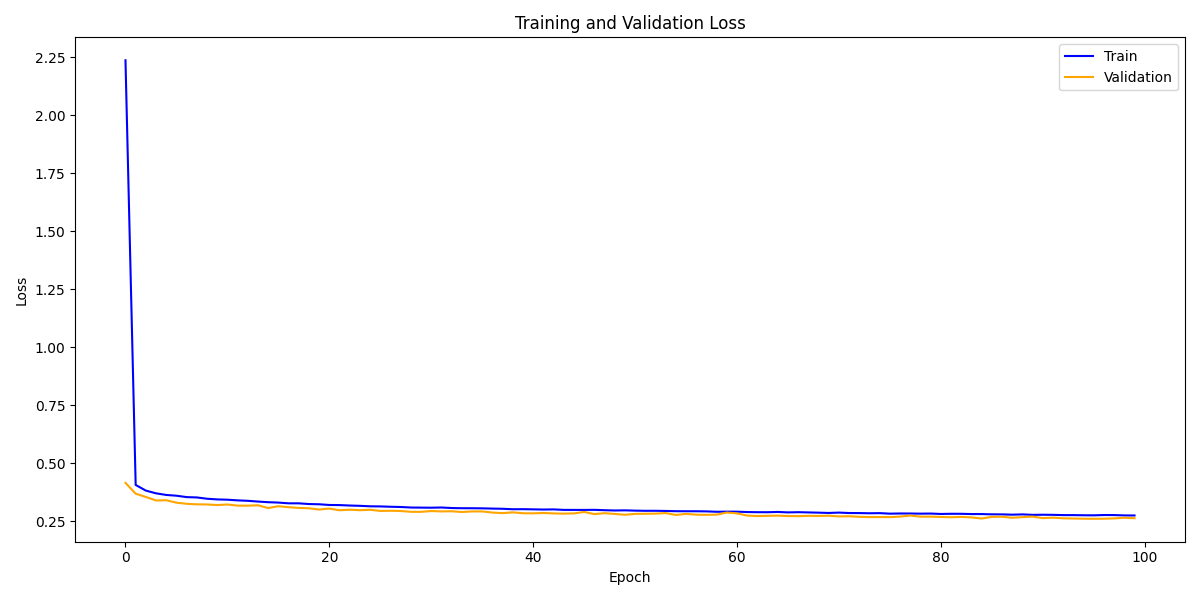 Training and Validation Loss
Train
Validation
2.25
2.00
1.75
1.50
1.25
1.00
0.75
0.50
0.25
Loss
0 20 40 60 80 100
Epoch